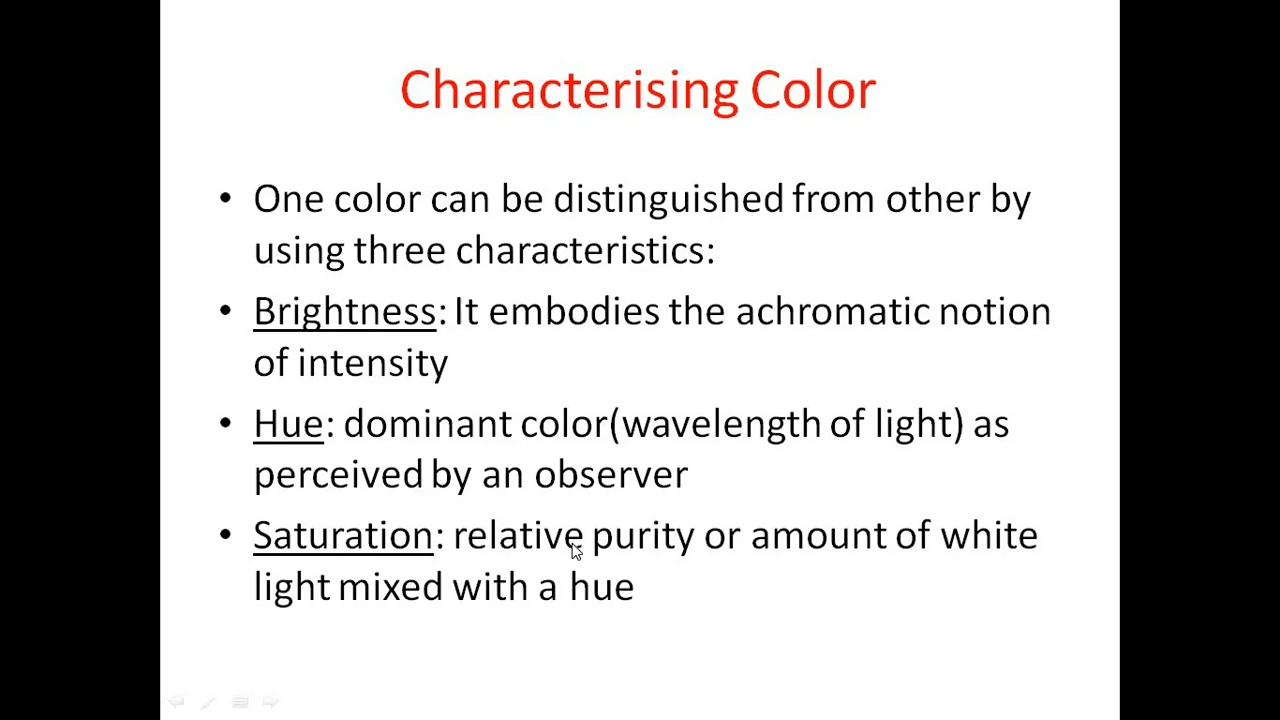 Characterising Color
• One color can be distinguished from other by
using three characteristics:
• Brightness: It embodies the achromatic notion
of intensity
• Hue: dominant color(wavelength of light) as
perceived by an observer
• Saturation: relative purity or amount of white
light mixed with a hue